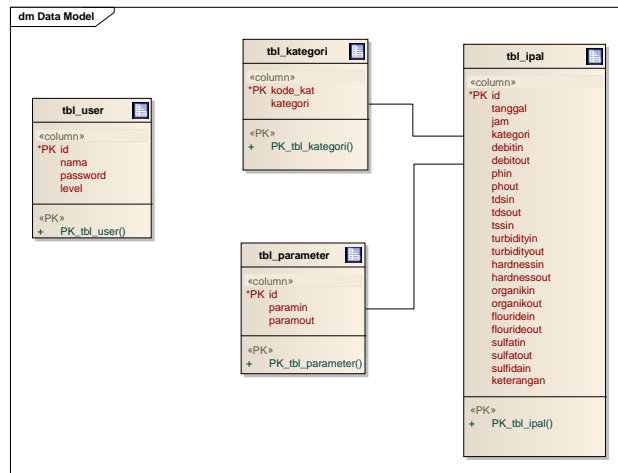 dm Data Model
tbl_user
«column»
*PK id
nama
password
level
«PK»
+ PK_tbl_user()
tbl_kategori
«column»
*PK kode_kat
kategori
«PK»
+ PK_tbl_kategori()
tbl_parameter
«column»
*PK id
paramin
paramout
«PK»
+ PK_tbl_parameter()
tbl_ipal
«column»
*PK id
tanggal
jam
kategori
debitin
debitout
phin
phout
tdsin
tdsout
tssin
turbidityin
turbidityout
hardnessin
hardnessout
organikin
organikout
flouridein
flourideout
sulfatin
sulfatout
sulfidain
keterangan
«PK»
+ PK_tbl_ipal()